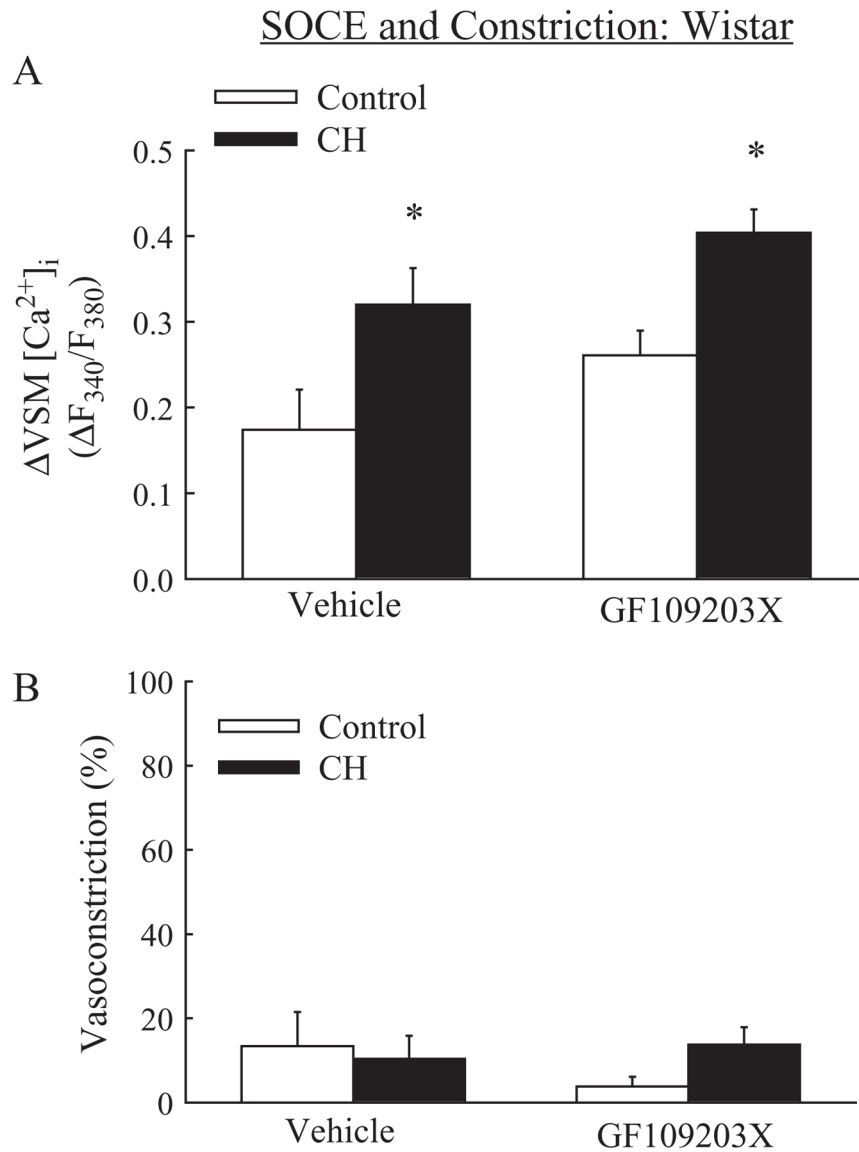 SOCE and Constriction: Wistar
A
Control
CH
ΔVSM [Ca²⁺]ᵢ
(ΔF₃₄₀/F₃₈₀)
0.5
0.4
0.3
0.2
0.1
0.0
*
*
Vehicle
GF109203X
B
Control
CH
Vasoconstriction (%)
100
80
60
40
20
0
Vehicle
GF109203X